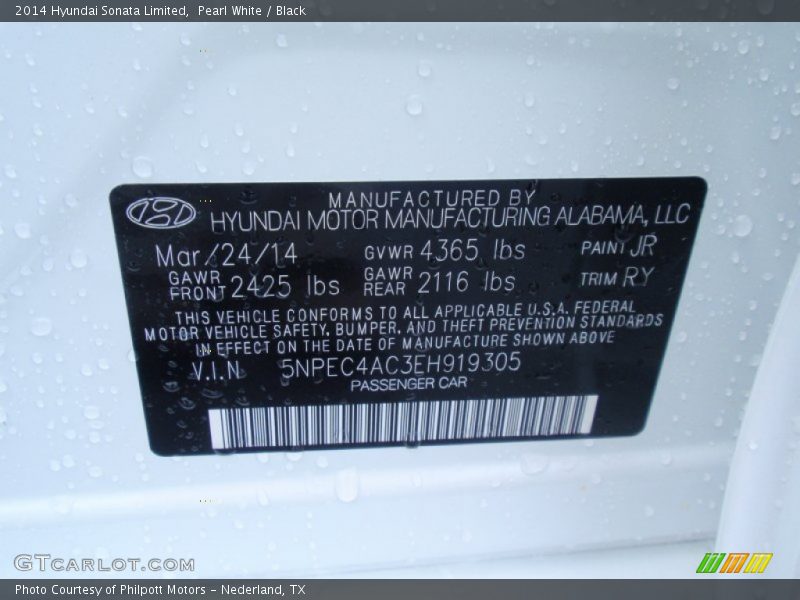 2014 Hyundai Sonata Limited, Pearl White / Black
MANUFACTURED BY
HYUNDAI MOTOR MANUFACTURING ALABAMA, LLC
Mar/24/14 GVWR 4365 lbs PAINT JR
GAWR FRONT 2425 lbs GAWR REAR 2116 lbs TRIM RY
THIS VEHICLE CONFORMS TO ALL APPLICABLE U.S.A. FEDERAL
MOTOR VEHICLE SAFETY, BUMPER, AND THEFT PREVENTION STANDARDS
IN EFFECT ON THE DATE OF MANUFACTURE SHOWN ABOVE
V.I.N 5NPEC4AC3EH919305
PASSENGER CAR
GTCarLot.com
Photo Courtesy of Philpott Motors - Nederland, TX